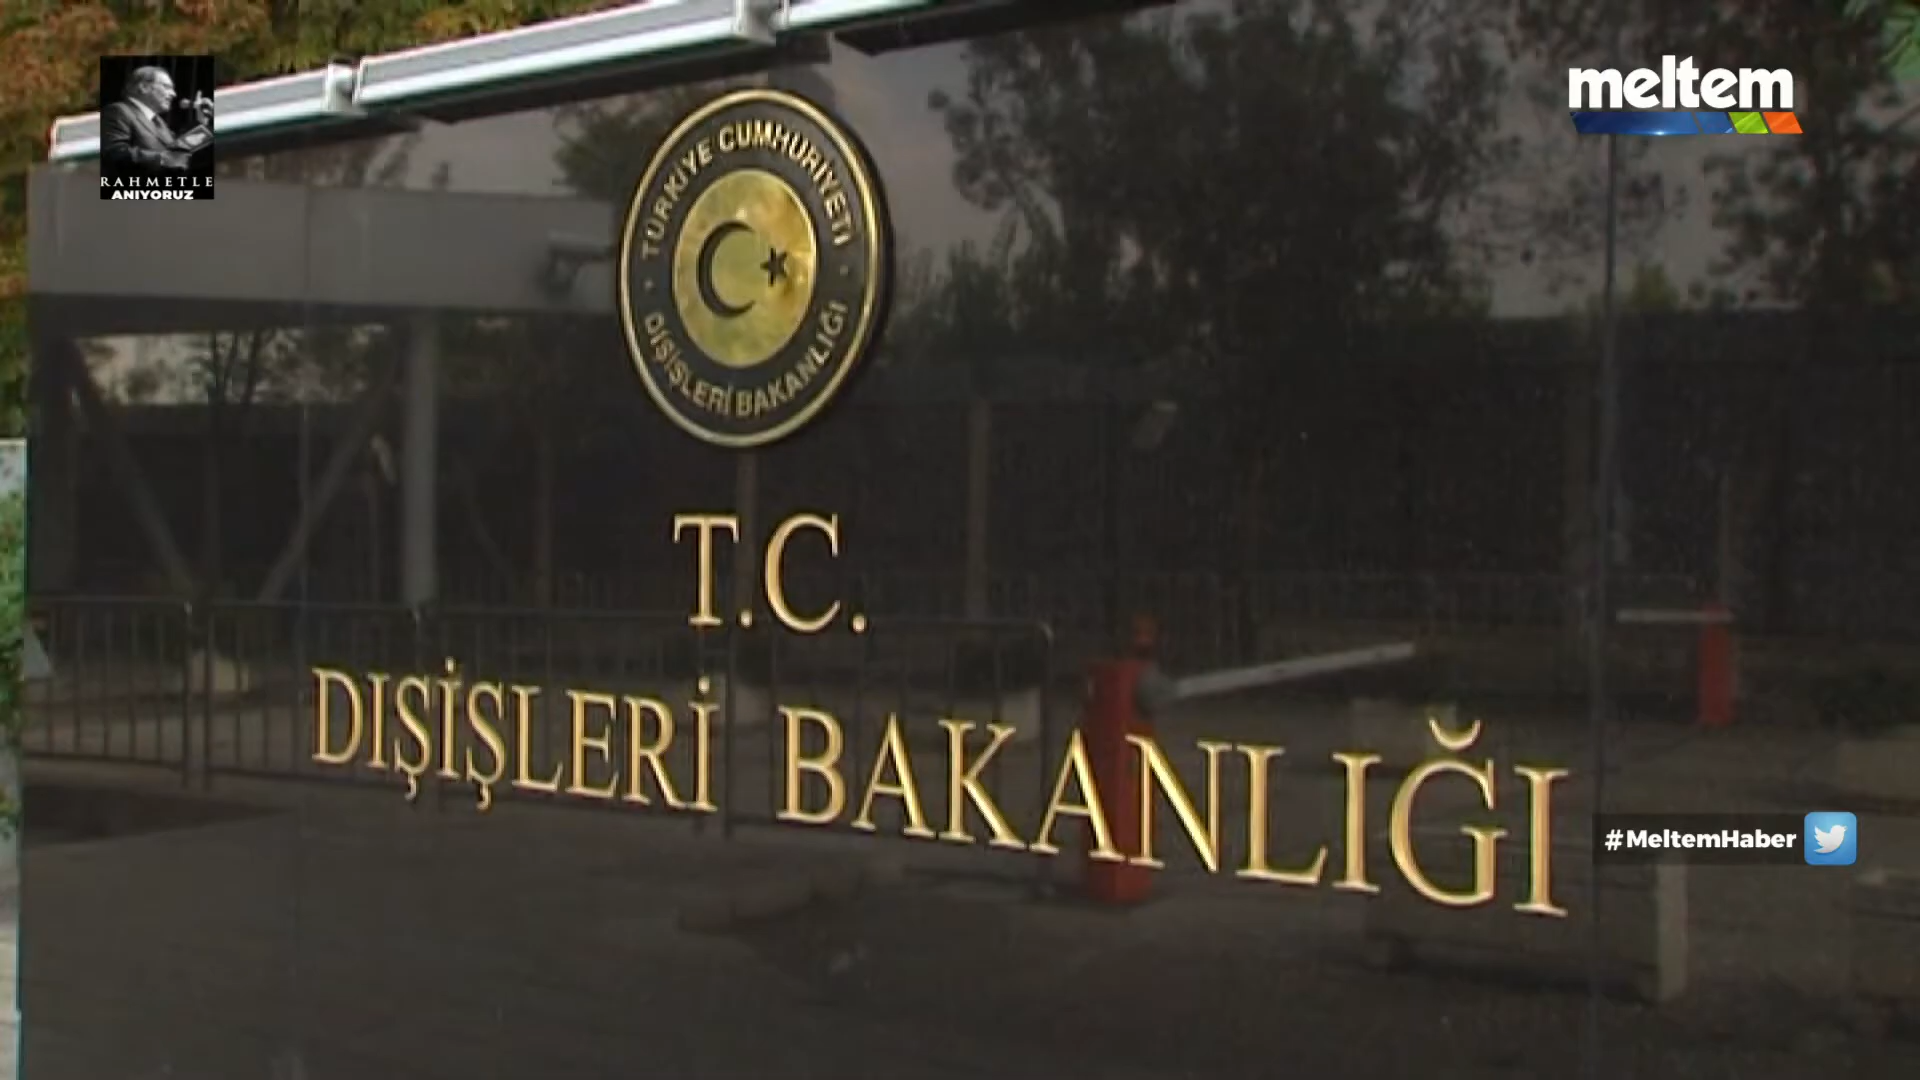 meltem
RAHMETLE
ANIYORUZ
TÜRKİYE CUMHURİYETİ
DIŞİŞLERİ BAKANLIĞI
T.C.
DIŞİŞLERİ BAKANLIĞI
#MeltemHaber